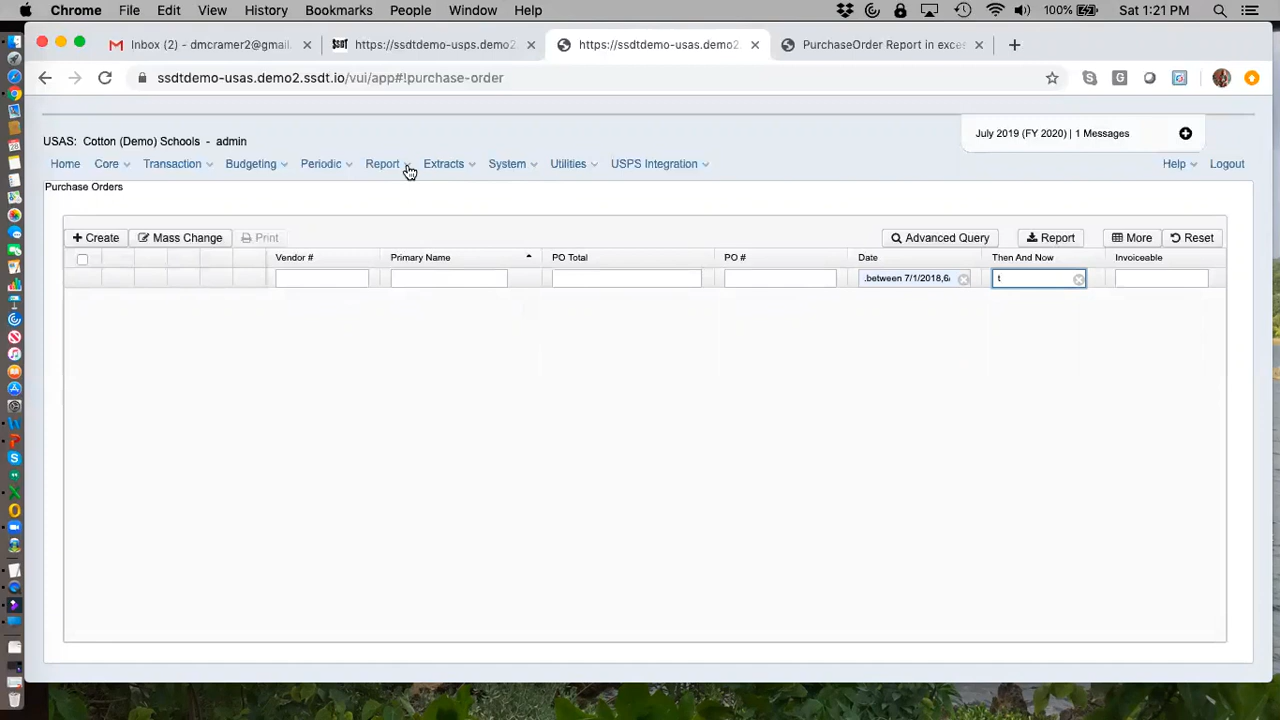 Chrome File Edit View History Bookmarks People Window Help 100% Sat 1:21 PM
Inbox (2) - dmcramer2@gmail. https://ssdtdemo-usps.demo2. https://ssdtdemo-usas.demo2. PurchaseOrder Report in exce
ssdtdemo-usas.demo2.ssdt.io/vui/app#!purchase-order
July 2019 (FY 2020) | 1 Messages
USAS: Cotton (Demo) Schools - admin
Home Core Transaction Budgeting Periodic Report Extracts System Utilities USPS Integration Help Logout
Purchase Orders
Create Mass Change Print Advanced Query Report More Reset
Vendor # Primary Name PO Total PO # Date Then And Now Invoiceable
.between 7/1/2018,6/ t